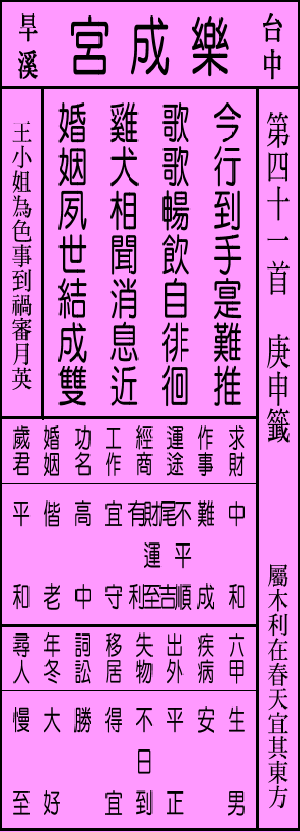 台中
樂成宮
旱溪
第四十一首 庚申籤 屬木利在春天宜其東方
今行到手寔難推
歌歌暢飲自徘徊
雞犬相聞消息近
婚姻夙世結成雙
王小姐為色事到禍審月英
求財 中和
作事 難成
運途 不平順尾吉
經商 財運至有利
工作 宜守
功名 高中
婚姻 偕老
歲君 平和
六甲 生男
疾病 安
出外 平正
失物 不日到
移居 得宜
詞訟 勝
年冬 大好
尋人 慢至